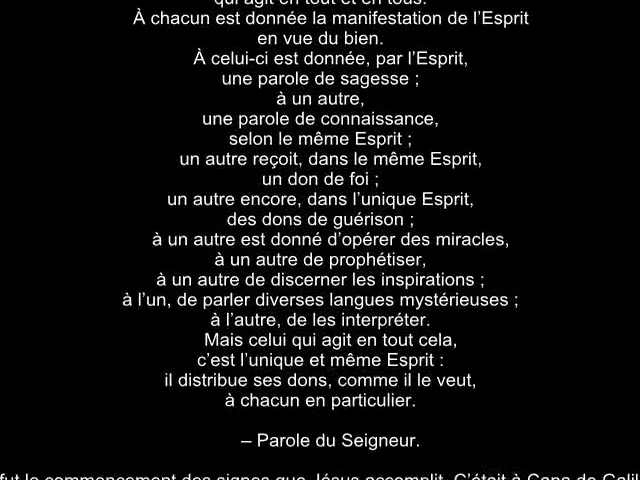 qui agit en tout et en tous.
À chacun est donnée la manifestation de l’Esprit
en vue du bien.
À celui-ci est donnée, par l’Esprit,
une parole de sagesse ;
à un autre,
une parole de connaissance,
selon le même Esprit ;
un autre reçoit, dans le même Esprit,
un don de foi ;
un autre encore, dans l’unique Esprit,
des dons de guérison ;
à un autre est donné d’opérer des miracles,
à un autre de prophétiser,
à un autre de discerner les inspirations ;
à l’un, de parler diverses langues mystérieuses ;
à l’autre, de les interpréter.
Mais celui qui agit en tout cela,
c’est l’unique et même Esprit :
il distribue ses dons, comme il le veut,
à chacun en particulier.
– Parole du Seigneur.
fut le commencement des signes que Jésus accomplit. C’était à Cana de Galil